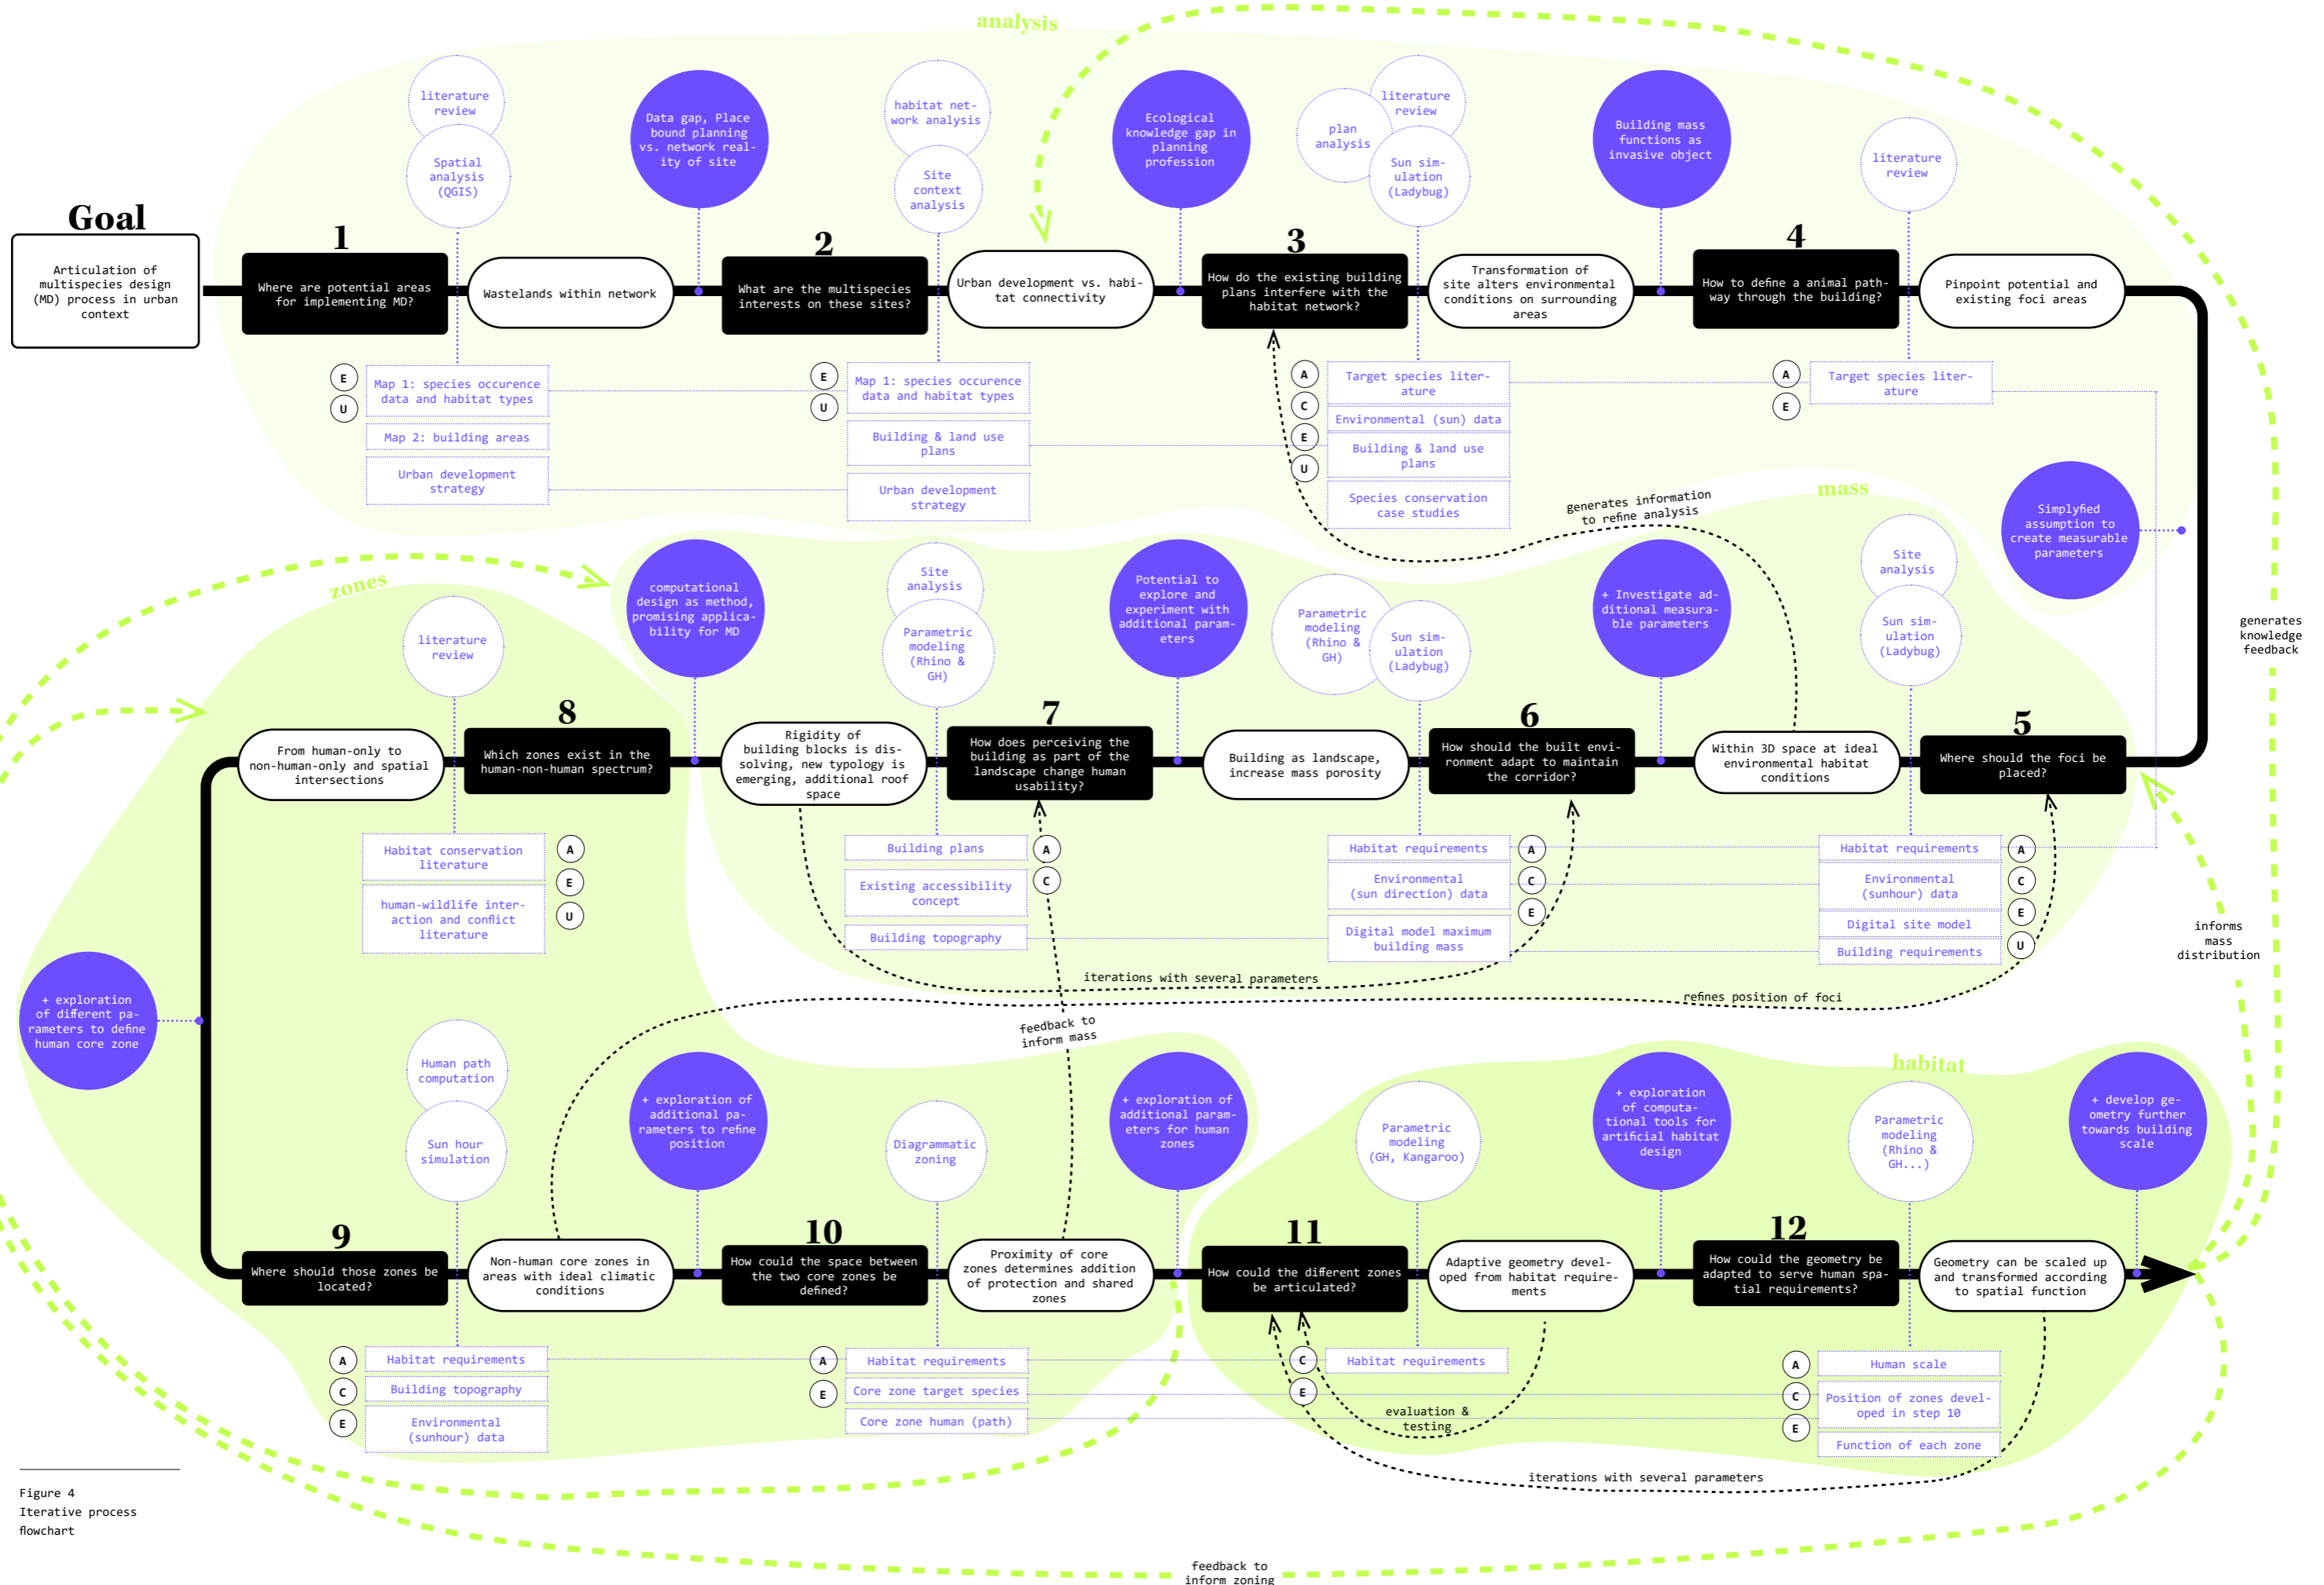 analysis
literature
review
Spatial
analysis
(QGIS)
Data gap, Place
bound planning
vs. network real-
ity of site
habitat net-
work analysis
Site
context
analysis
Ecological
knowledge gap in
planning
profession
plan
analysis
literature
review
Sun sim-
ulation
(Ladybug)
Building mass
functions as
invasive object
literature
review
Goal
Articulation of
multispecies design
(MD) process in urban
context
1
Where are potential areas
for implementing MD?
Wastelands within network
2
What are the multispecies
interests on these sites?
Urban development vs. habi-
tat connectivity
3
How do the existing building
plans interfere with the
habitat network?
Transformation of
site alters environmental
conditions on surrounding
areas
4
How to define a animal path-
way through the building?
Pinpoint potential and
existing foci areas
E
U
Map 1: species occurence
data and habitat types
Map 2: building areas
Urban development
strategy
E
U
Map 1: species occurence
data and habitat types
Building & land use
plans
Urban development
strategy
A
C
E
U
Target species liter-
ature
Environmental (sun) data
Building & land use
plans
Species conservation
case studies
A
E
Target species liter-
ature
generates information
to refine analysis
mass
Simplyfied
assumption to
create measurable
parameters
generates
knowledge
feedback
zones
literature
review
computational
design as method,
promising applica-
bility for MD
Site
analysis
Parametric
modeling
(Rhino &
GH)
Potential to
explore and
experiment with
additional param-
eters
Parametric
modeling
(Rhino &
GH)
Sun sim-
ulation
(Ladybug)
+ Investigate ad-
ditional measura-
ble parameters
Site
analysis
Sun sim-
ulation
(Ladybug)
From human-only to
non-human-only and spatial
intersections
8
Which zones exist in the
human-non-human spectrum?
Rigidity of
building blocks is dis-
solving, new typology is
emerging, additional roof
space
7
How does perceiving the
building as part of the
landscape change human
usability?
Building as landscape,
increase mass porosity
6
How should the built envi-
ronment adapt to maintain
the corridor?
Within 3D space at ideal
environmental habitat
conditions
5
Where should the foci be
placed?
Habitat conservation
literature
human-wildlife inter-
action and conflict
literature
A
E
U
Building plans
Existing accessibility
concept
Building topography
A
C
Habitat requirements
Environmental
(sun direction) data
Digital model maximum
building mass
A
C
E
Habitat requirements
Environmental
(sunhour) data
Digital site model
Building requirements
A
C
E
U
informs
mass
distribution
iterations with several parameters
refines position of foci
feedback to
inform mass
+ exploration
of different pa-
rameters to define
human core zone
Human path
computation
Sun hour
simulation
+ exploration of
additional pa-
rameters to refine
position
Diagrammatic
zoning
+ exploration of
additional param-
eters for human
zones
habitat
Parametric
modeling
(GH, Kangaroo)
+ exploration
of computa-
tional tools for
artificial habitat
design
Parametric
modeling
(Rhino &
GH...)
+ develop ge-
ometry further
towards building
scale
9
Where should those zones be
located?
Non-human core zones in
areas with ideal climatic
conditions
10
How could the space between
the two core zones be
defined?
Proximity of core
zones determines addition
of protection and shared
zones
11
How could the different zones
be articulated?
Adaptive geometry devel-
oped from habitat require-
ments
12
How could the geometry be
adapted to serve human spa-
tial requirements?
Geometry can be scaled up
and transformed according
to spatial function
A
C
E
Habitat requirements
Building topography
Environmental
(sunhour) data
A
E
Habitat requirements
Core zone target species
Core zone human (path)
C
E
Habitat requirements
evaluation &
testing
A
C
E
Human scale
Position of zones devel-
oped in step 10
Function of each zone
iterations with several parameters
Figure 4
Iterative process
flowchart
feedback to
inform zoning